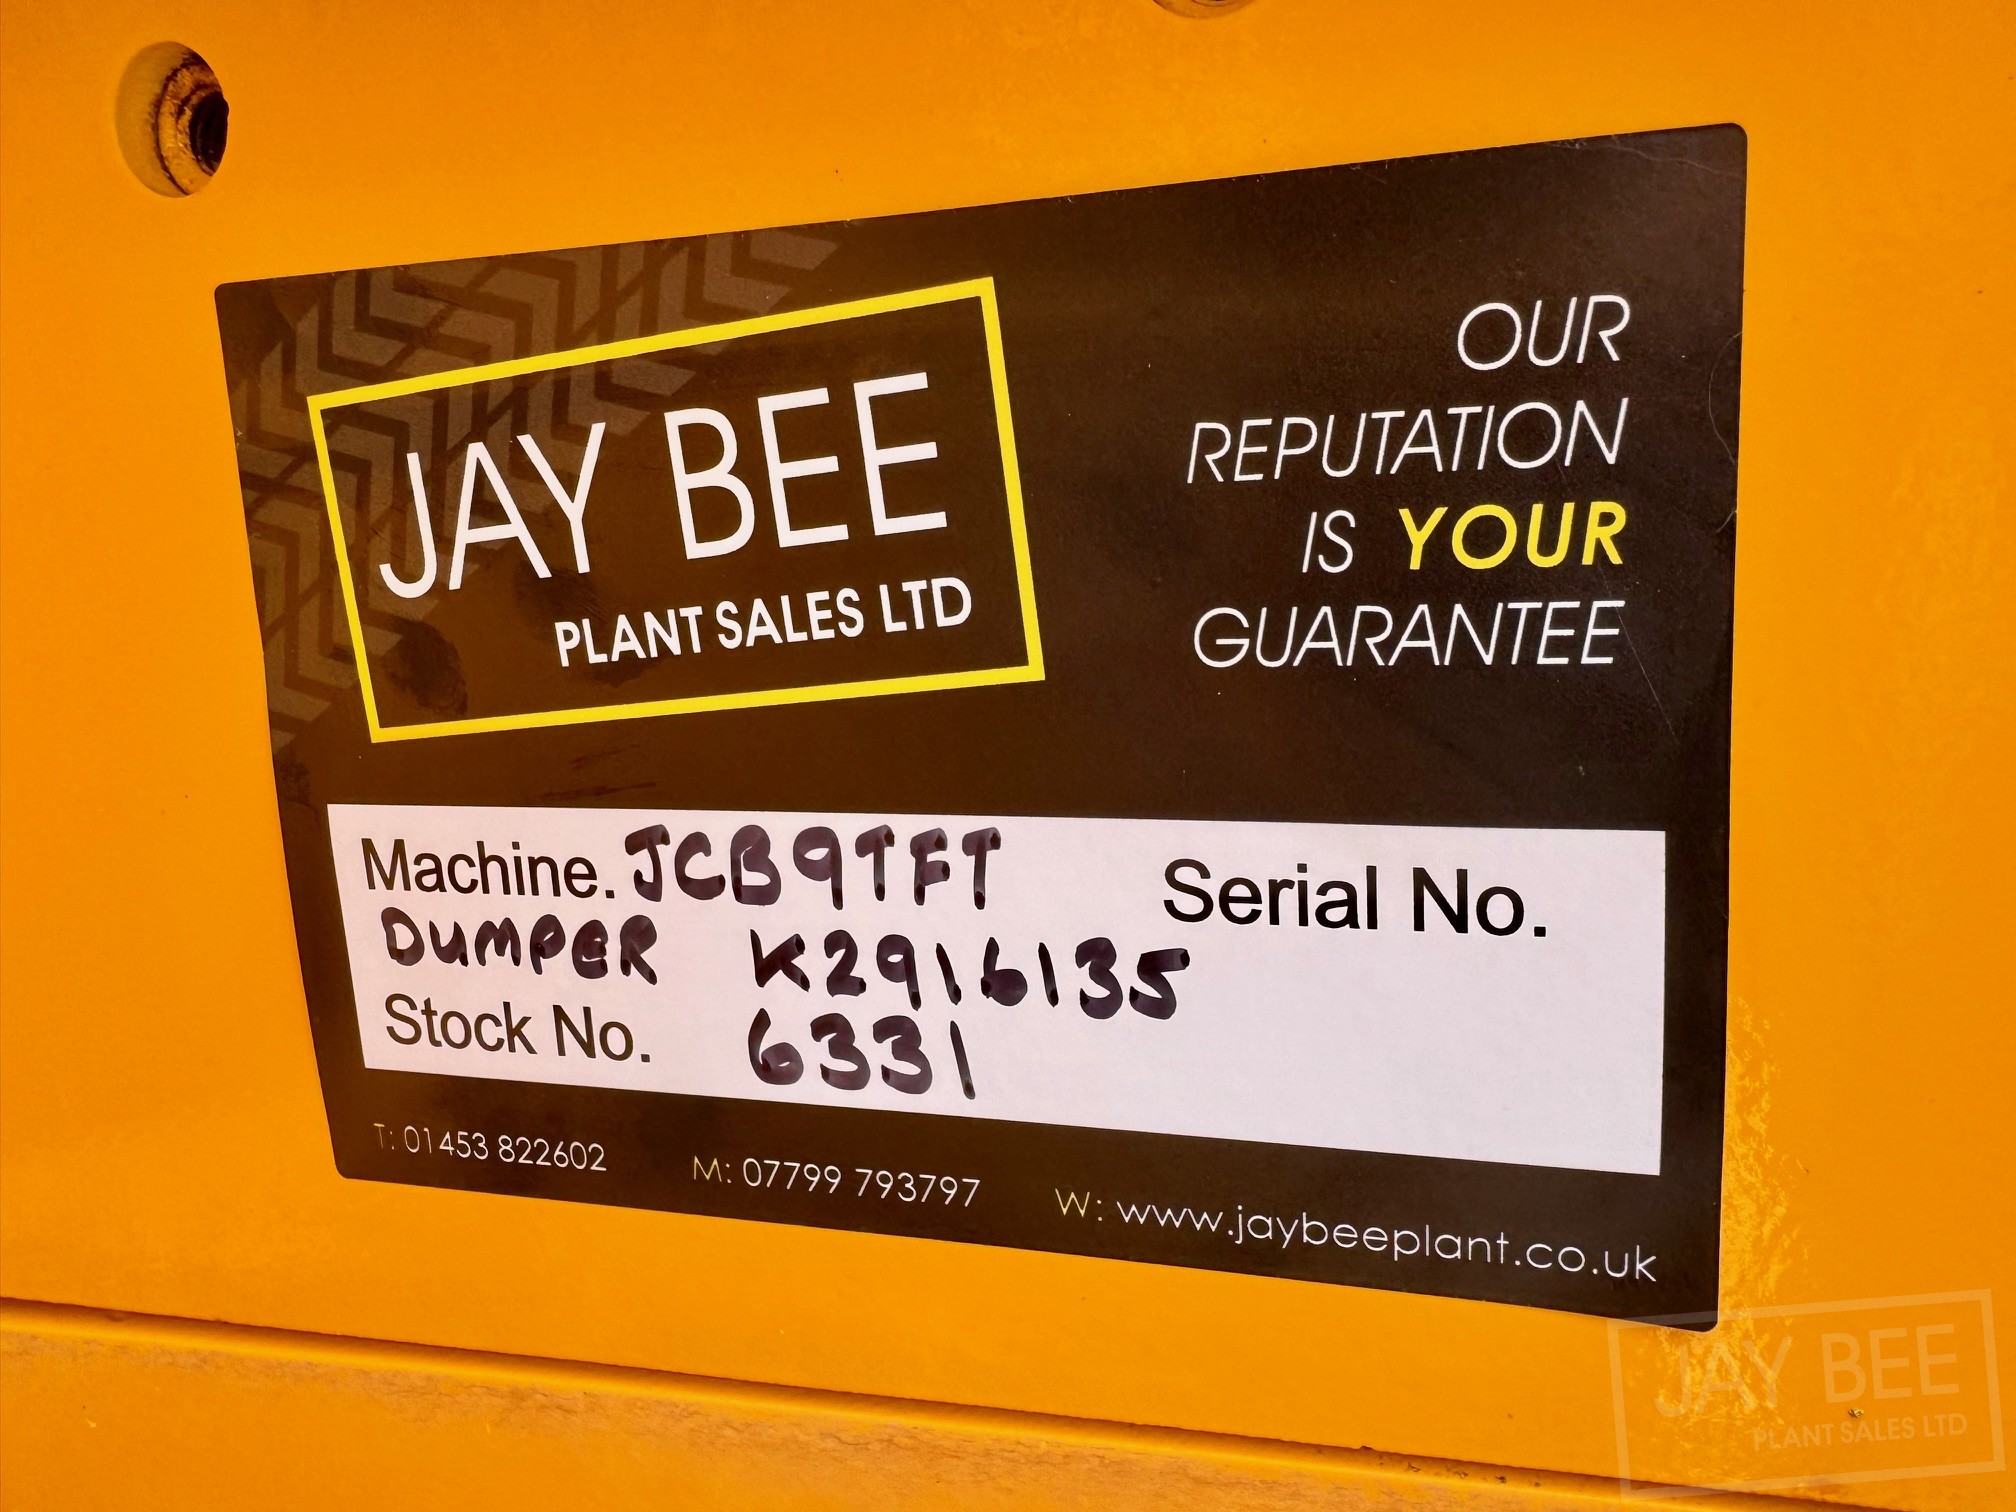 JAY BEE
PLANT SALES LTD
OUR
REPUTATION
IS YOUR
GUARANTEE
Machine. JCB9TFT
Serial No.
DUMPER K2916135
Stock No. 6331
T: 01453 822602
M: 07799 793797
W: www.jaybeeplant.co.uk
JAY BEE
PLANT SALES LTD